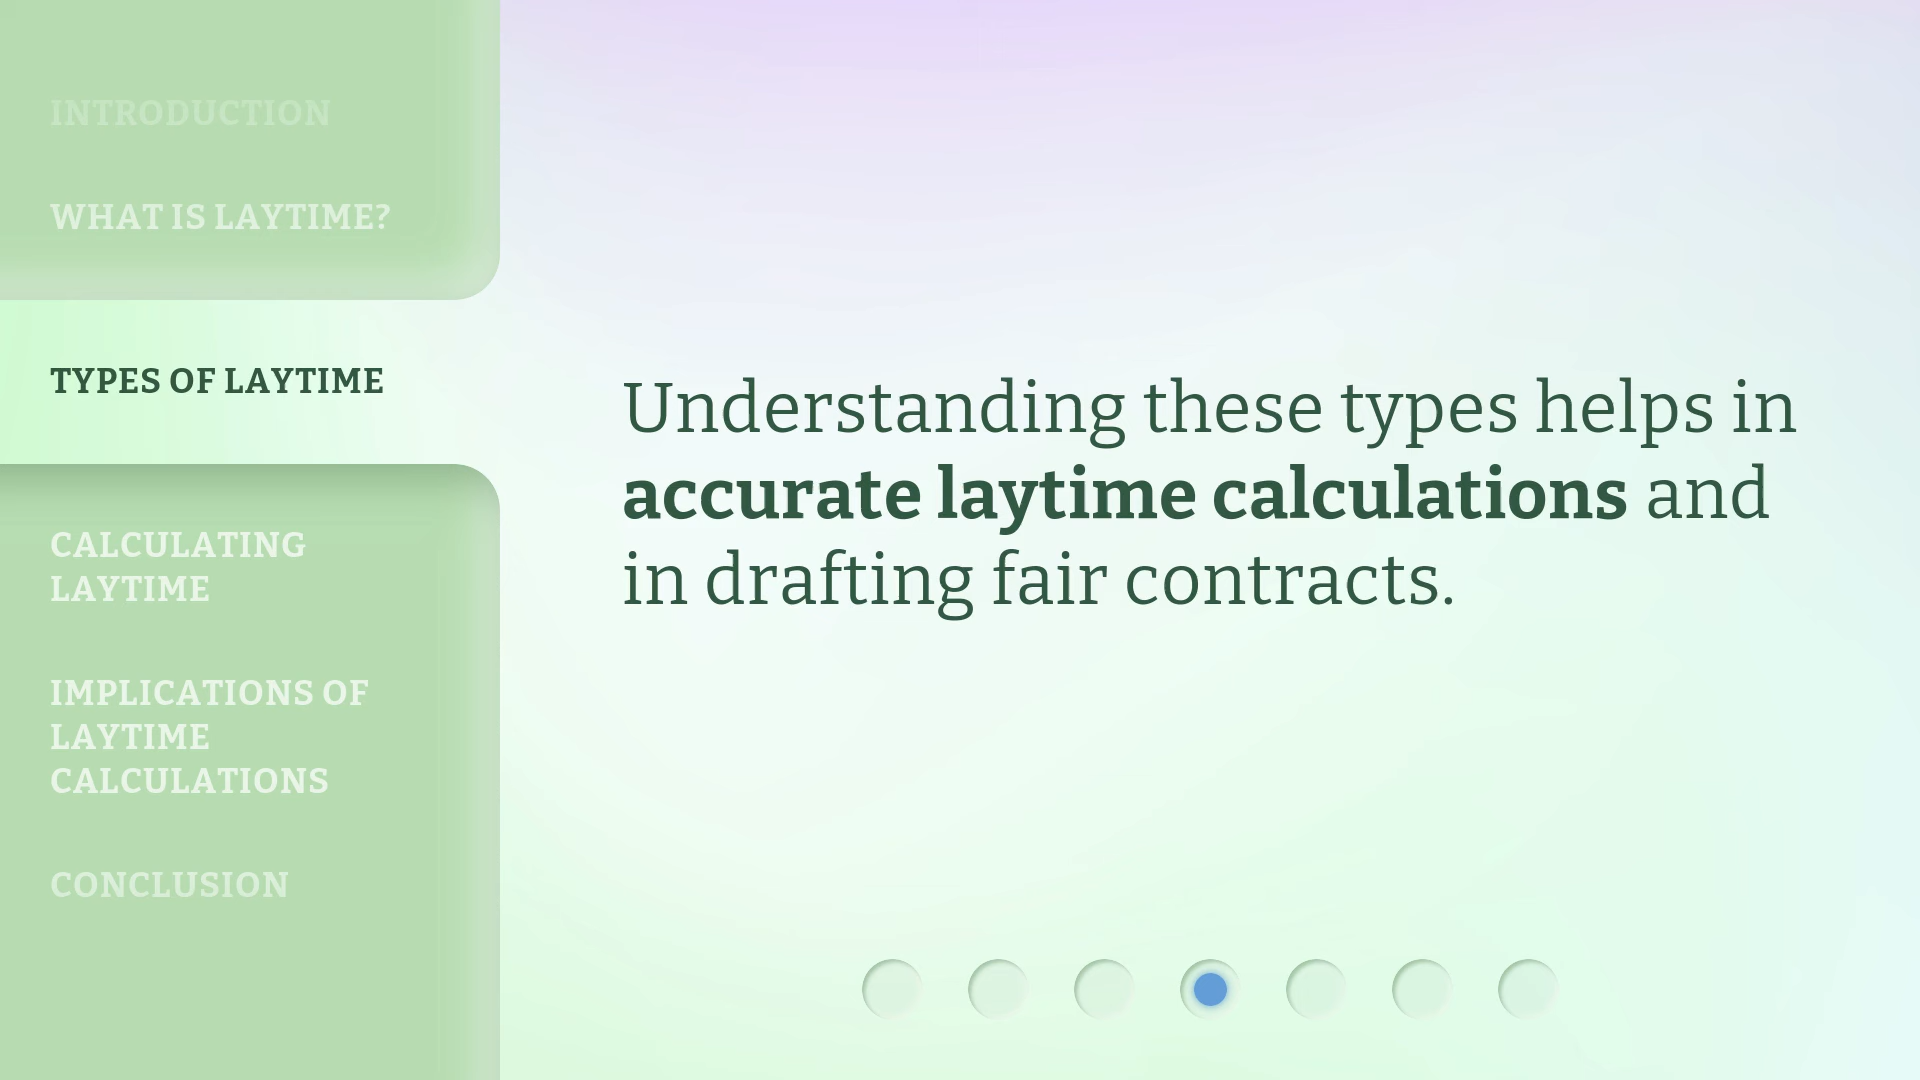 INTRODUCTION
WHAT IS LAYTIME?
TYPES OF LAYTIME
CALCULATING
LAYTIME
IMPLICATIONS OF
LAYTIME
CALCULATIONS
CONCLUSION
Understanding these types helps in
accurate laytime calculations and
in drafting fair contracts.